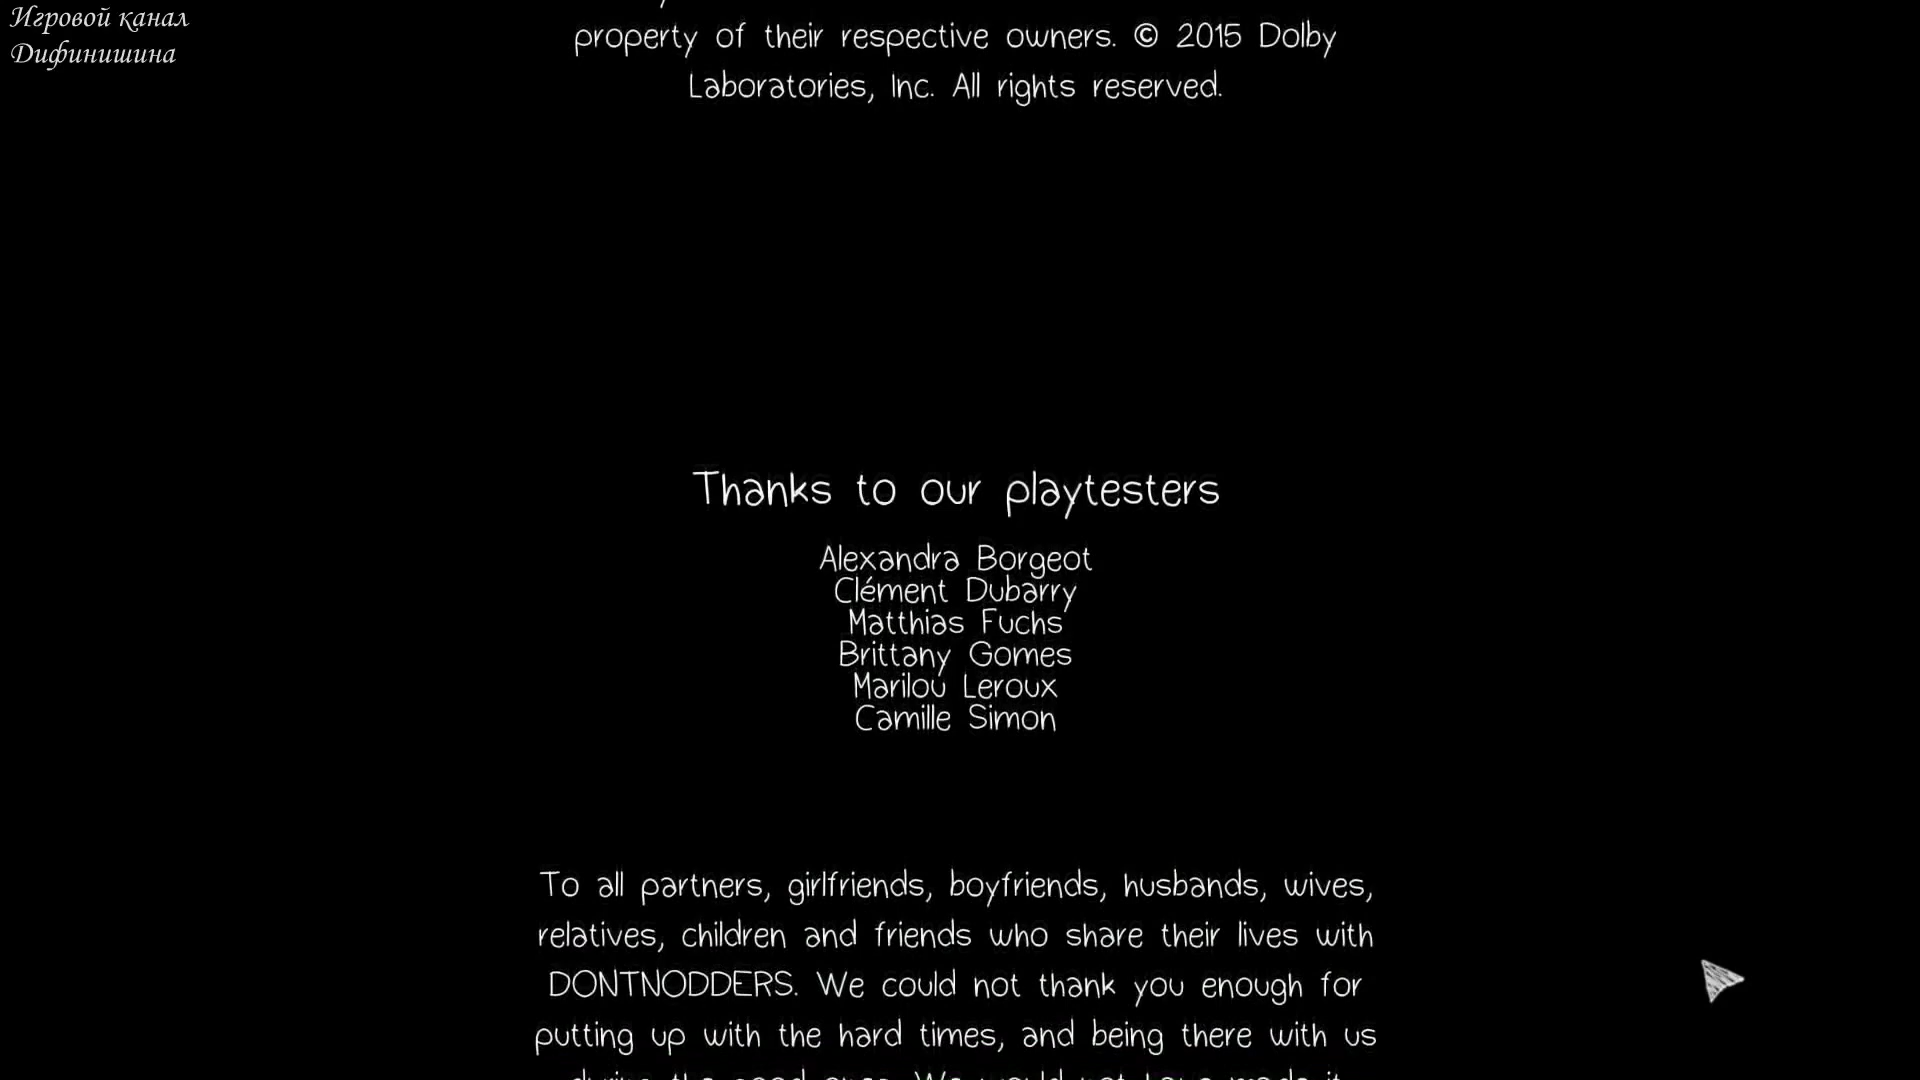 Игровой канал
Дифинишина
property of their respective owners. © 2015 Dolby
Laboratories, Inc. All rights reserved.
Thanks to our playtesters
Alexandra Borgeot
Clément Dubarry
Matthias Fuchs
Brittany Gomes
Marilou Leroux
Camille Simon
To all partners, girlfriends, boyfriends, husbands, wives,
relatives, children and friends who share their lives with
DONTNODDERS. We could not thank you enough for
putting up with the hard times, and being there with us